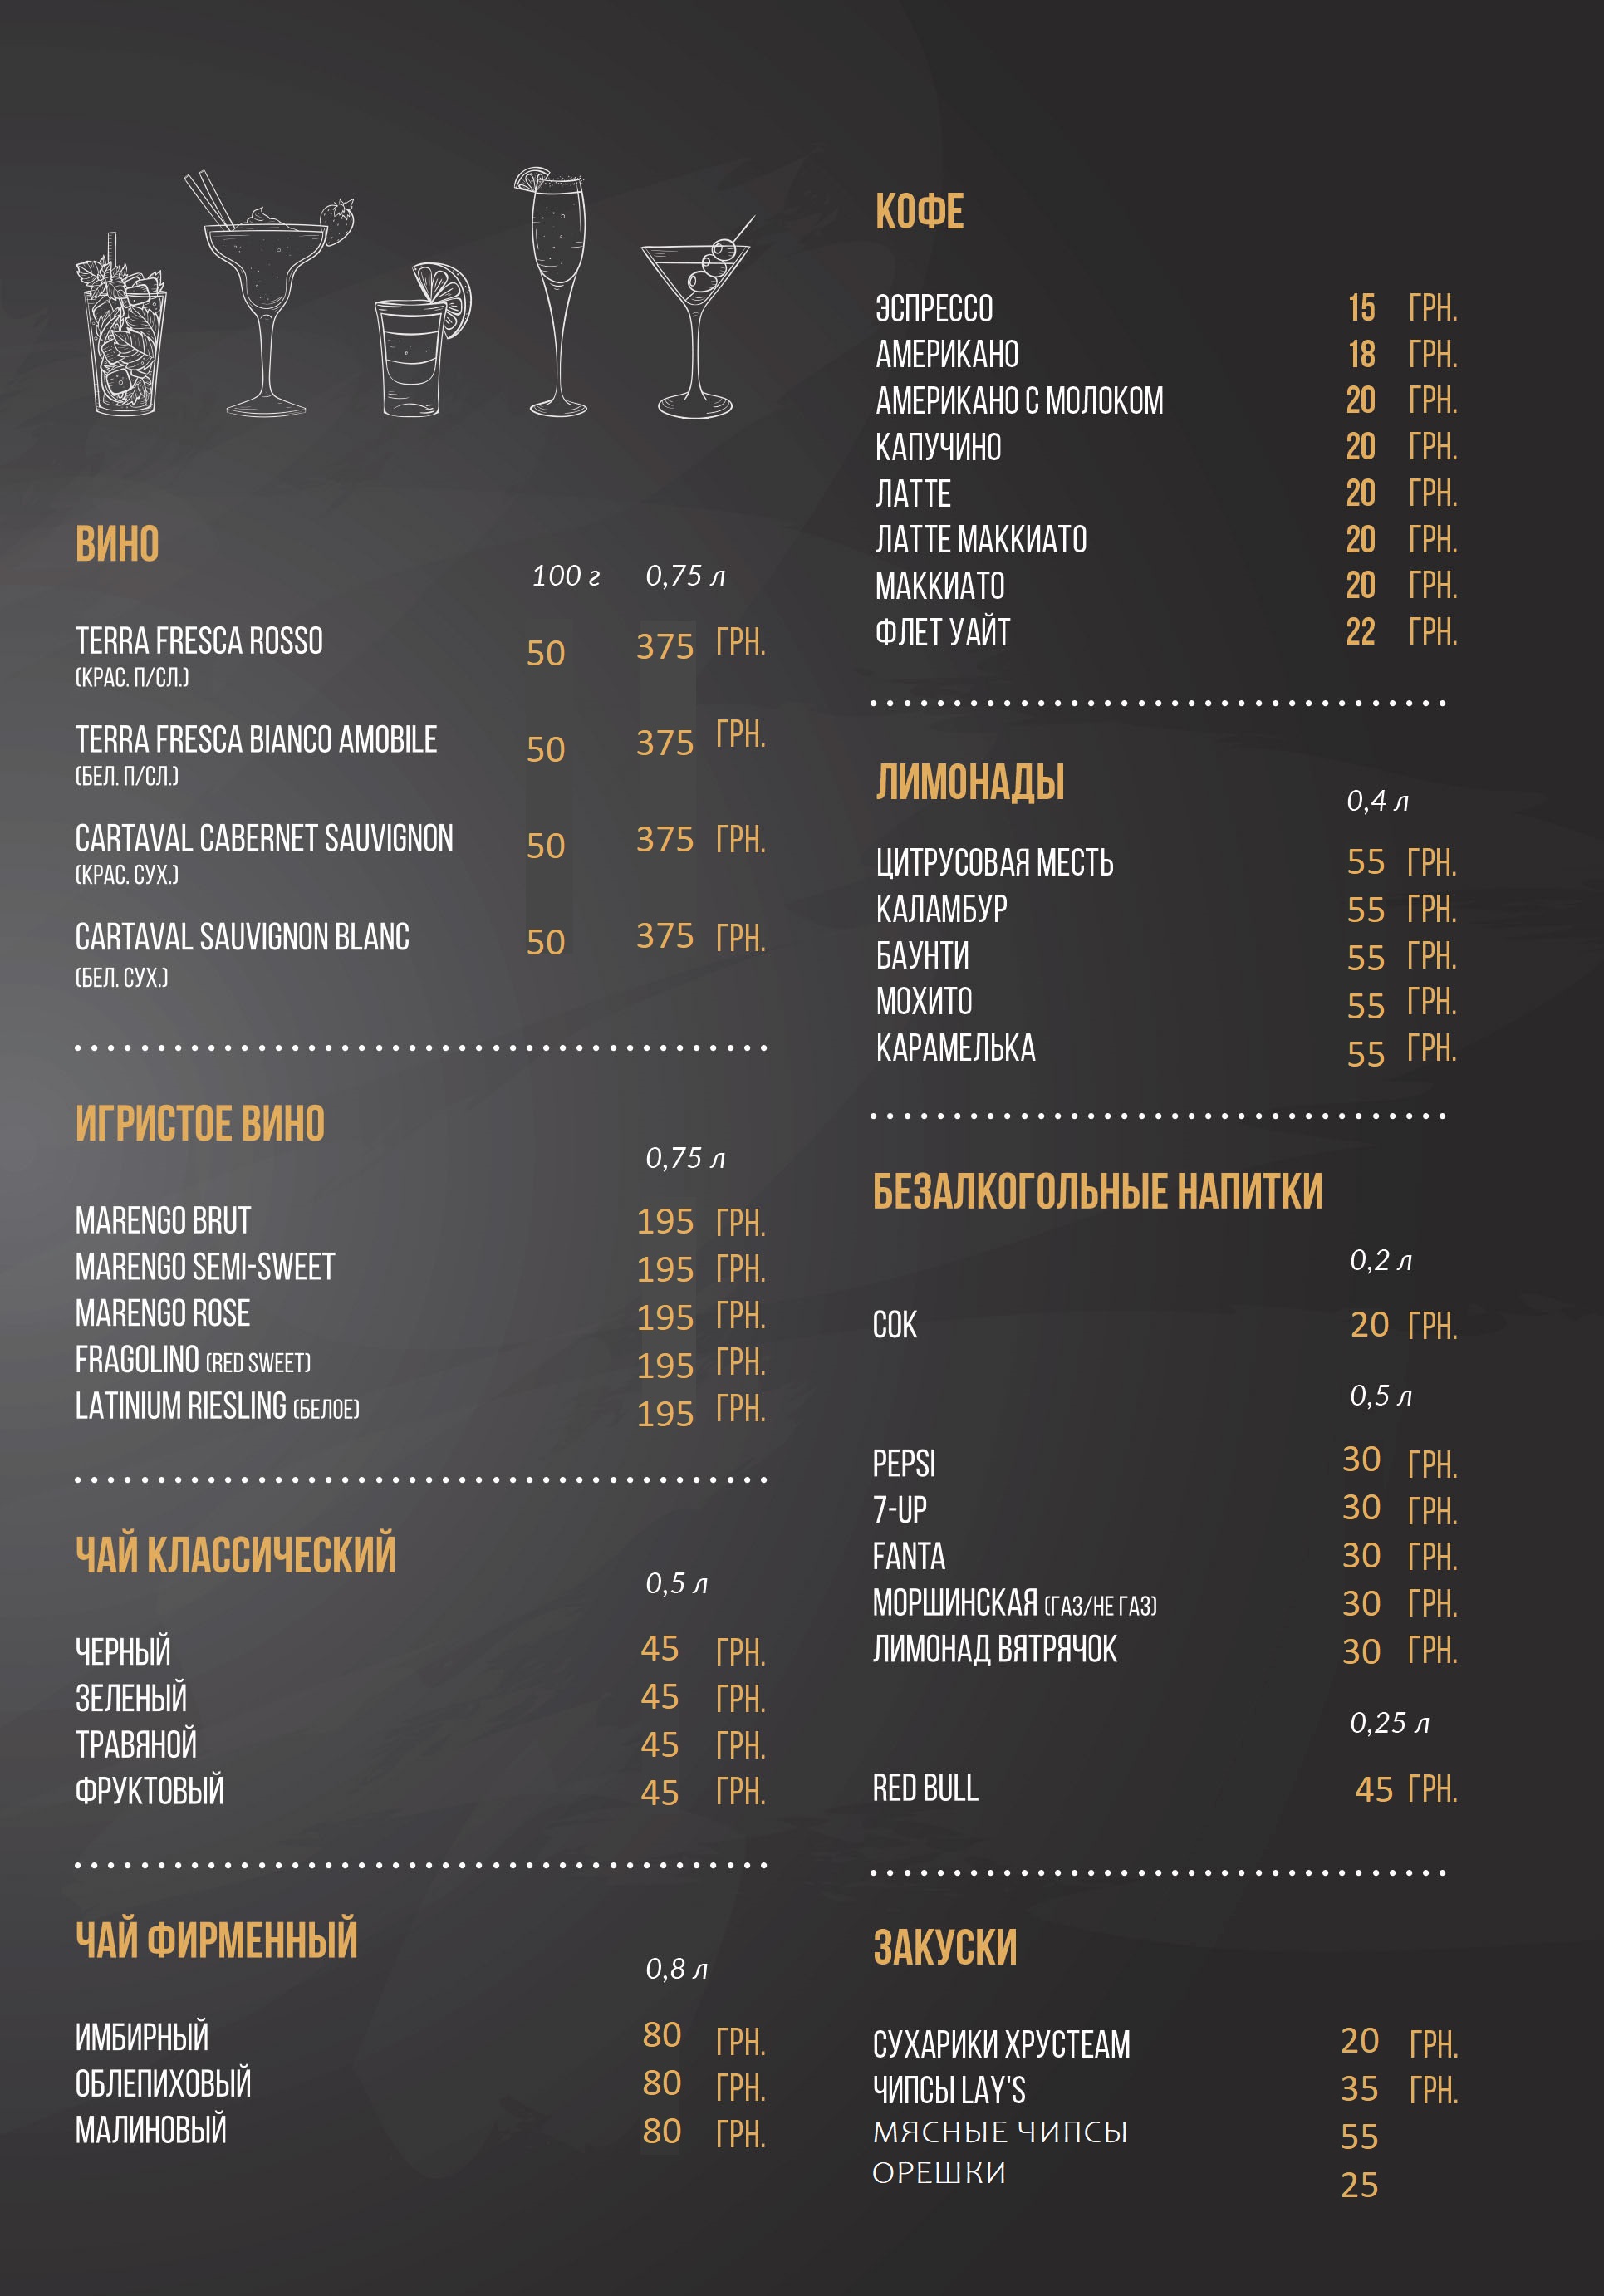 ВИНО
100 г 0,75 л
TERRA FRESCA ROSSO 50 375 ГРН.
(КРАС. П/СЛ.)
TERRA FRESCA BIANCO AMOBILE 50 375 ГРН.
(БЕЛ. П/СЛ.)
CARTAVAL CABERNET SAUVIGNON 50 375 ГРН.
(КРАС. СУХ.)
CARTAVAL SAUVIGNON BLANC 50 375 ГРН.
(БЕЛ. СУХ.)
ИГРИСТОЕ ВИНО
0,75 л
MARENGO BRUT 195 ГРН.
MARENGO SEMI-SWEET 195 ГРН.
MARENGO ROSE 195 ГРН.
FRAGOLINO (RED SWEET) 195 ГРН.
LATINIUM RIESLING (БЕЛОЕ) 195 ГРН.
ЧАЙ КЛАССИЧЕСКИЙ
0,5 л
ЧЕРНЫЙ 45 ГРН.
ЗЕЛЕНЫЙ 45 ГРН.
ТРАВЯНОЙ 45 ГРН.
ФРУКТОВЫЙ 45 ГРН.
ЧАЙ ФИРМЕННЫЙ
0,8 л
ИМБИРНЫЙ 80 ГРН.
ОБЛЕПИХОВЫЙ 80 ГРН.
МАЛИНОВЫЙ 80 ГРН.
КОФЕ
ЭСПРЕССО 15 ГРН.
АМЕРИКАНО 18 ГРН.
АМЕРИКАНО С МОЛОКОМ 20 ГРН.
КАПУЧИНО 20 ГРН.
ЛАТТЕ 20 ГРН.
ЛАТТЕ МАККИАТО 20 ГРН.
МАККИАТО 20 ГРН.
ФЛЕТ УАЙТ 22 ГРН.
ЛИМОНАДЫ
0,4 л
ЦИТРУСОВАЯ МЕСТЬ 55 ГРН.
КАЛАМБУР 55 ГРН.
БАУНТИ 55 ГРН.
МОХИТО 55 ГРН.
КАРАМЕЛЬКА 55 ГРН.
БЕЗАЛКОГОЛЬНЫЕ НАПИТКИ
0,2 л
СОК 20 ГРН.
0,5 л
PEPSI 30 ГРН.
7-UP 30 ГРН.
FANTA 30 ГРН.
МОРШИНСКАЯ (ГАЗ/НЕ ГАЗ) 30 ГРН.
ЛИМОНАД ВЯТРЯЧОК 30 ГРН.
0,25 л
RED BULL 45 ГРН.
ЗАКУСКИ
СУХАРИКИ ХРУСТЕАМ 20 ГРН.
ЧИПСЫ LAY'S 35 ГРН.
МЯСНЫЕ ЧИПСЫ 55
ОРЕШКИ 25